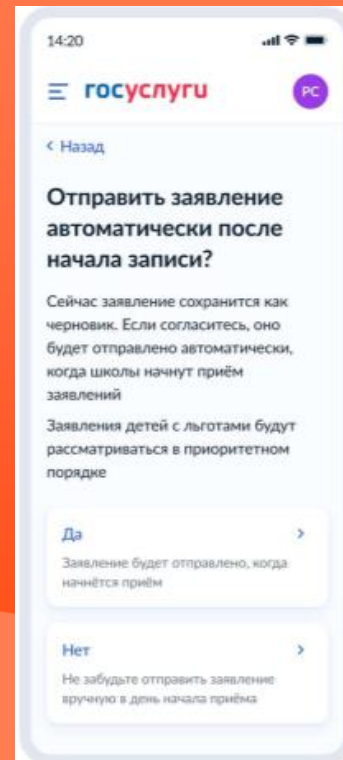 14:20
госуслуги
РС
Назад
Отправить заявление
автоматически после
начала записи?
Сейчас заявление сохранится как
черновик. Если согласитесь, оно
будет отправлено автоматически,
когда школы начнут приём
заявлений
Заявления детей с льготами будут
рассматриваться в приоритетном
порядке
Да
Заявление будет отправлено, когда
начнётся приём
Нет
Не забудьте отправить заявление
вручную в день начала приёма